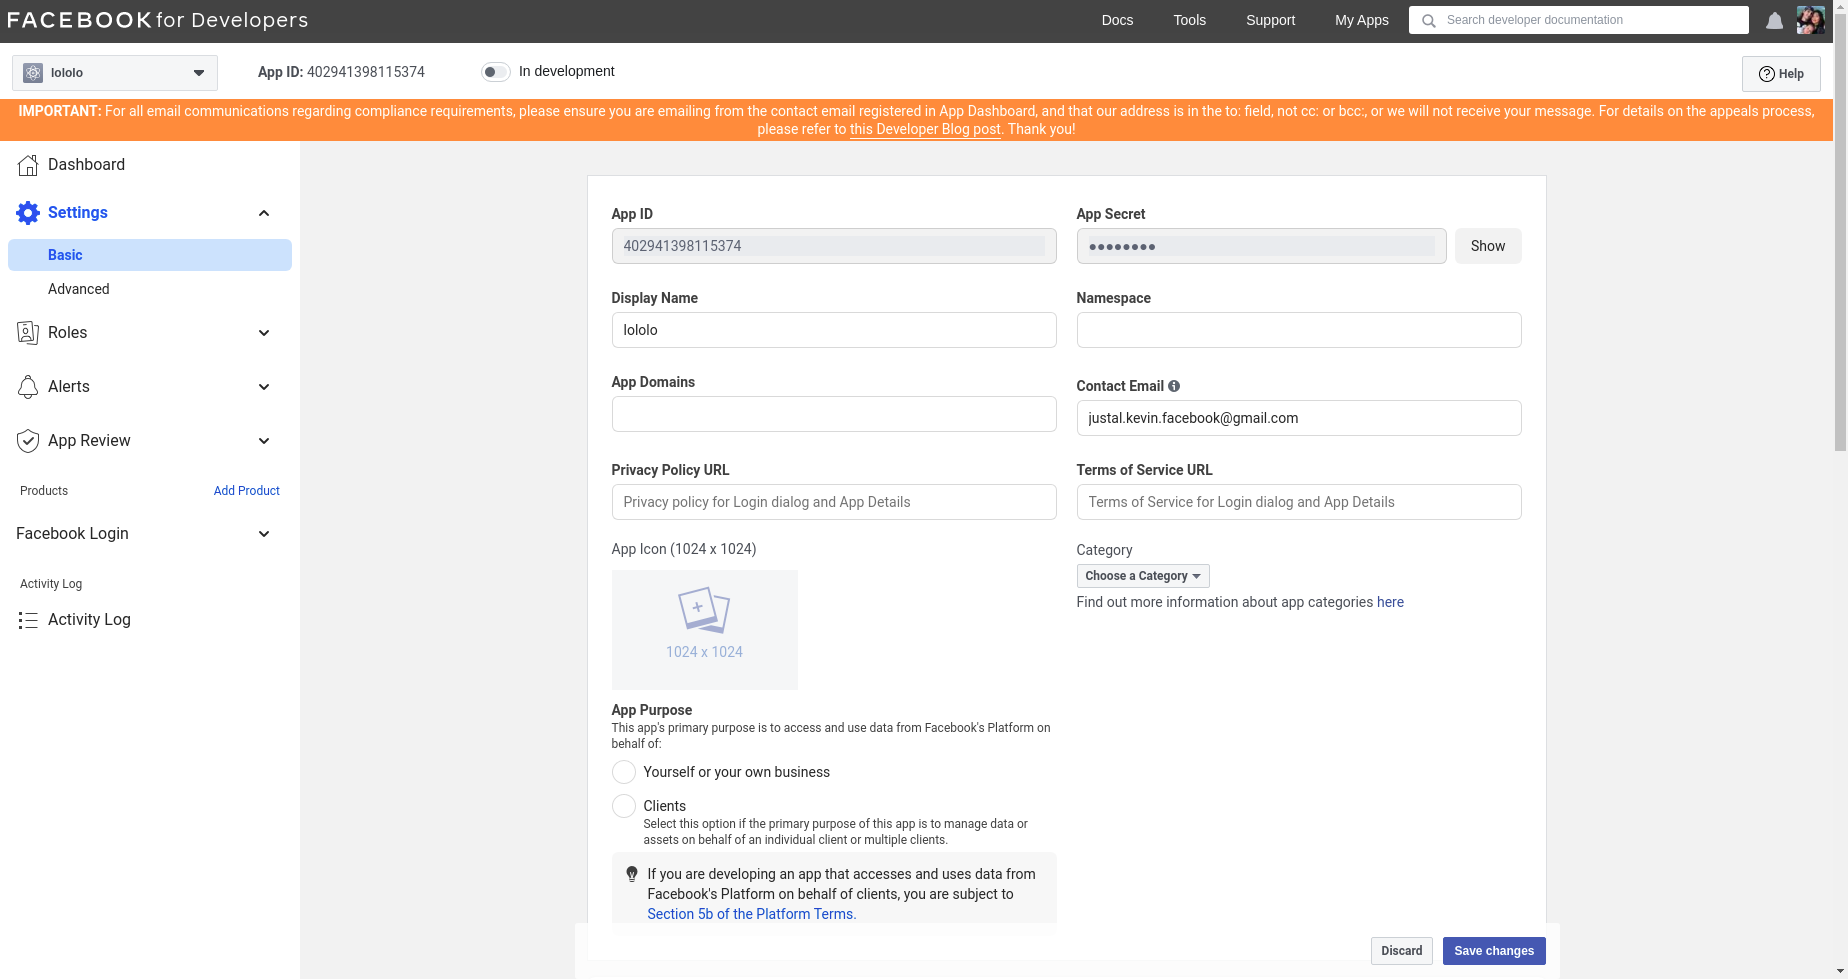 FACEBOOK for Developers
Docs Tools Support My Apps Search developer documentation
lololo
App ID: 402941398115374
In development
Help
IMPORTANT: For all email communications regarding compliance requirements, please ensure you are emailing from the contact email registered in App Dashboard, and that our address is in the to: field, not cc: or bcc:, or we will not receive your message. For details on the appeals process,
please refer to this Developer Blog post. Thank you!
Dashboard
Settings
Basic
Advanced
Roles
Alerts
App Review
Products Add Product
Facebook Login
Activity Log
Activity Log
App ID
402941398115374
App Secret
●●●●●●●●
Show
Display Name
lololo
Namespace
App Domains
Contact Email
justal.kevin.facebook@gmail.com
Privacy Policy URL
Privacy policy for Login dialog and App Details
Terms of Service URL
Terms of Service for Login dialog and App Details
App Icon (1024 x 1024)
1024 x 1024
Category
Choose a Category
Find out more information about app categories here
App Purpose
This app's primary purpose is to access and use data from Facebook's Platform on
behalf of:
Yourself or your own business
Clients
Select this option if the primary purpose of this app is to manage data or
assets on behalf of an individual client or multiple clients.
If you are developing an app that accesses and uses data from
Facebook's Platform on behalf of clients, you are subject to
Section 5b of the Platform Terms.
Discard Save changes